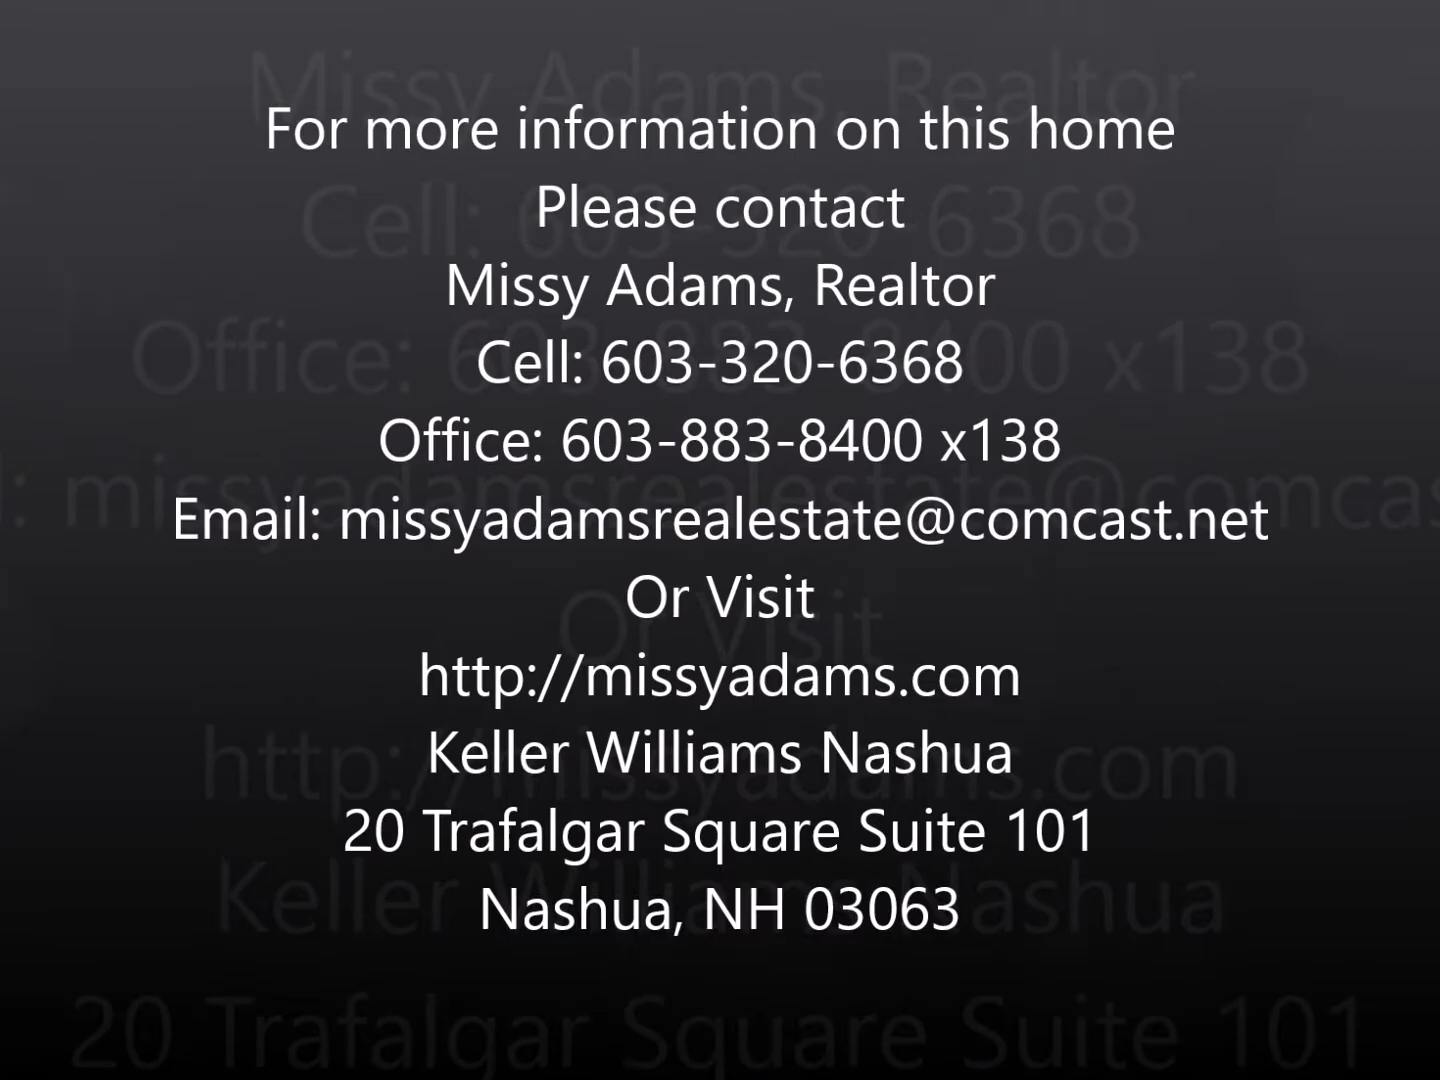 For more information on this home
Please contact
Missy Adams, Realtor
Cell: 603-320-6368
Office: 603-883-8400 x138
Email: missyadamsrealestate@comcast.net
Or Visit
http://missyadams.com
Keller Williams Nashua
20 Trafalgar Square Suite 101
Nashua, NH 03063